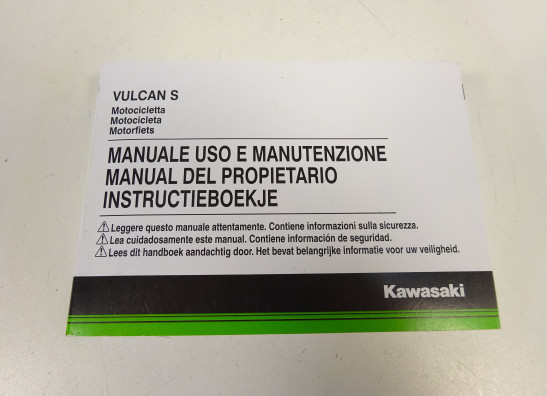 VULCAN S
Motocicletta
Motocicleta
Motorfiets
MANUALE USO E MANUTENZIONE
MANUAL DEL PROPIETARIO
INSTRUCTIEBOEKJE
Leggere questo manuale attentamente. Contiene informazioni sulla sicurezza.
Lea cuidadosamente este manual. Contiene información de seguridad.
Lees dit handboek aandachtig door. Het bevat belangrijke informatie voor uw veiligheid.
Kawasaki